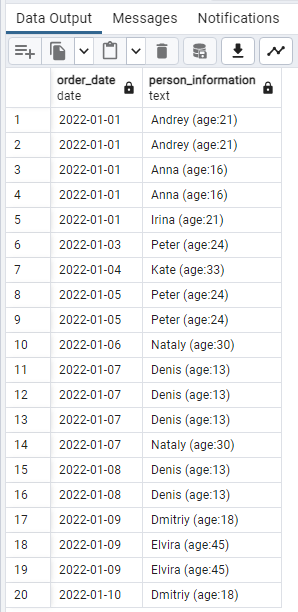 Data Output Messages Notifications
order_date person_information
date text
1 2022-01-01 Andrey (age:21)
2 2022-01-01 Andrey (age:21)
3 2022-01-01 Anna (age:16)
4 2022-01-01 Anna (age:16)
5 2022-01-01 Irina (age:21)
6 2022-01-03 Peter (age:24)
7 2022-01-04 Kate (age:33)
8 2022-01-05 Peter (age:24)
9 2022-01-05 Peter (age:24)
10 2022-01-06 Nataly (age:30)
11 2022-01-07 Denis (age:13)
12 2022-01-07 Denis (age:13)
13 2022-01-07 Denis (age:13)
14 2022-01-07 Nataly (age:30)
15 2022-01-08 Denis (age:13)
16 2022-01-08 Denis (age:13)
17 2022-01-09 Dmitriy (age:18)
18 2022-01-09 Elvira (age:45)
19 2022-01-09 Elvira (age:45)
20 2022-01-10 Dmitriy (age:18)